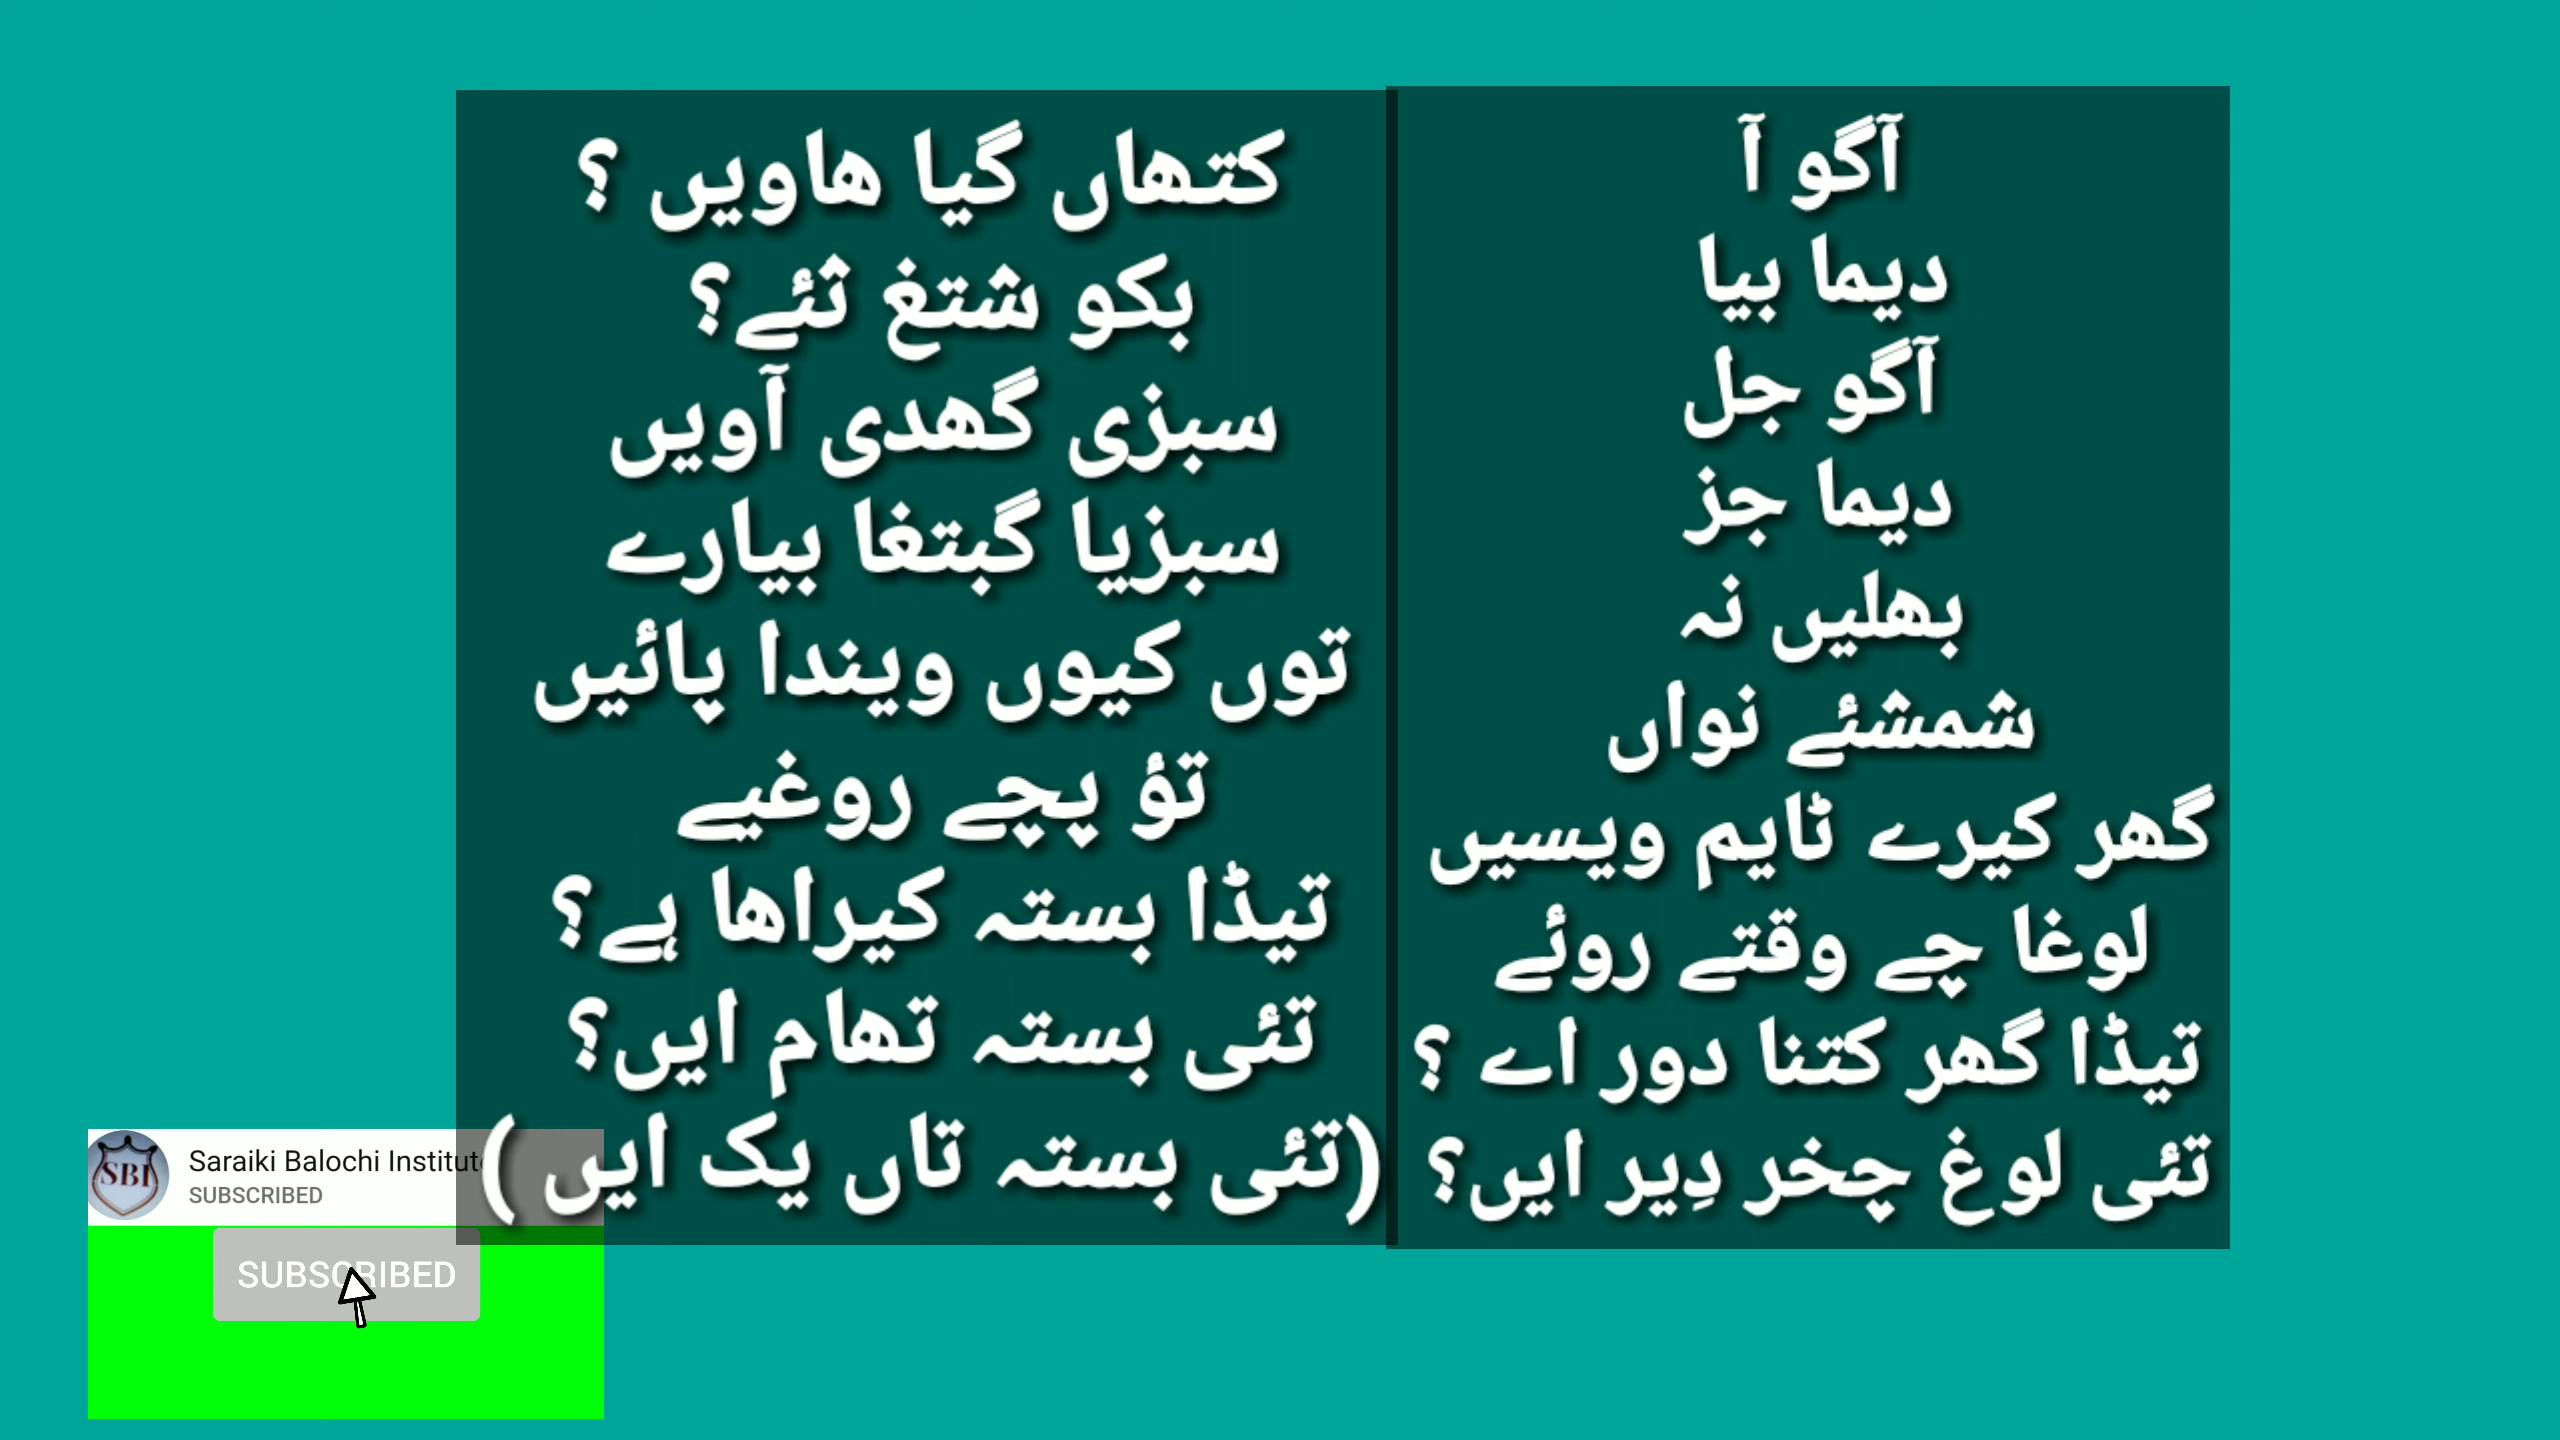 آگو آ
دیما بیا
آگو جل
دیما جز
بھلیں نہ
شمشئے نواں
گھر کیرے ٹایم ویسیں
لوغا چے وقتے روئے
تیڈا گھر کتنا دور اے ؟
تئی لوغ چخر دِیر ایں؟
کتھاں گیا ھاویں ؟
بکو شتغ ثئے؟
سبزی گھدی آویں
سبزیا گبتغا بیارے
توں کیوں ویندا پائیں
تؤ پچے روغیے
تیڈا بستہ کیراھا ہے؟
تئی بستہ تھام ایں؟
(تئی بستہ تاں یک ایں )
Saraiki Balochi Institut
SUBSCRIBED
SBI
SUBSCRIBED